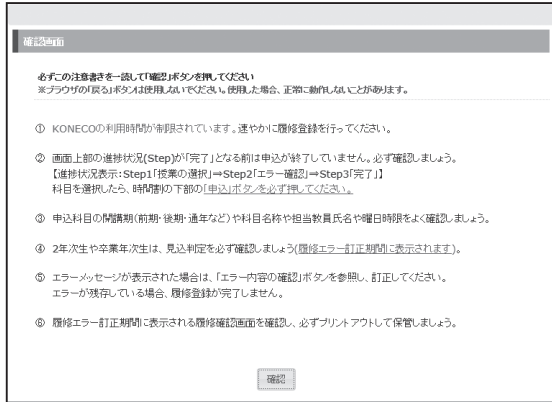 確認画面
必ずこの注意書きを一読して「確認」ボタンを押してください
※ブラウザの「戻る」ボタンは使用しないでください。使用した場合、正常に動作しないことがあります。
① KONECOの利用時間が制限されています。速やかに履修登録を行ってください。
② 画面上部の進捗状況(Step)が「完了」となる前は申込が終了していません。必ず確認しましょう。
【進捗状況表示：Step1「授業の選択」⇒Step2「エラー確認」⇒Step3「完了」】
科目を選択したら、時間割の下部の「申込」ボタンを必ず押してください。
③ 申込科目の開講期(前期・後期・通年など)や科目名称や担当教員氏名や曜日時限をよく確認しましょう。
④ 2年次生や卒業年次生は、見込判定を必ず確認しましょう(履修エラー訂正期間に表示されます)。
⑤ エラーメッセージが表示された場合は、「エラー内容の確認」ボタンを参照し、訂正してください。
エラーが残存している場合、履修登録が完了しません。
⑥ 履修エラー訂正期間に表示される履修確認画面を確認し、必ずプリントアウトして保管しましょう。
確認